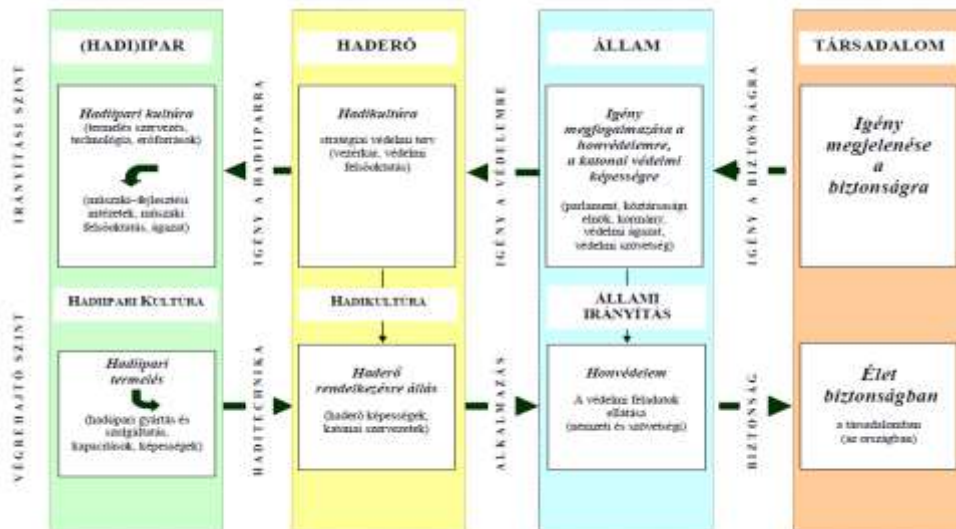 (HADI)IPAR
HADERŐ
ÁLLAM
TÁRSADALOM
IRÁNYÍTÁSI SZINT
Hadiipari kultúra
(termelés szervezés,
technológia, erőforrások)
(műszaki-fejlesztési
intézetek, műszaki
felsőoktatás, ágazat)
IGÉNY A HADIIPARRA
Hadikultúra
stratégiai védelmi terv
(vezérkar, védelmi
felsőoktatás)
IGÉNY A VÉDELEMRE
Igény
megfogalmazása a
honvédelemre,
a katonai védelmi
képességre
(parlament, köztársasági
elnök, kormány,
védelmi ágazat,
védelmi szövetség)
IGÉNY A BIZTONSÁGRA
Igény
megjelenése
a
biztonságra
HADIIPARI KULTÚRA
HADIKULTÚRA
ÁLLAMI
IRÁNYÍTÁS
VÉGREHAJTÓ SZINT
Hadiipari
termelés
(hadiipari gyártás és
szolgáltatás,
kapacitások, képességek)
HADITECHNIKA
Haderő
rendelkezésre állás
(haderő képességek,
katonai szervezetek)
ALKALMAZÁS
Honvédelem
A védelmi feladatok
ellátása
(nemzeti és szövetségi)
BIZTONSÁG
Élet
biztonságban
a társadalomban
(az országban)